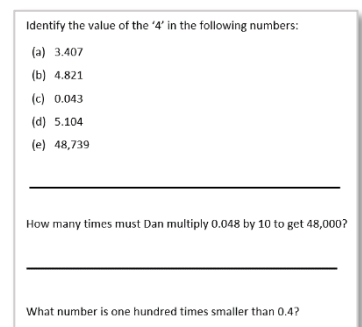 Identify the value of the ‘4’ in the following numbers:
(a) 3.407
(b) 4.821
(c) 0.043
(d) 5.104
(e) 48,739
How many times must Dan multiply 0.048 by 10 to get 48,000?
What number is one hundred times smaller than 0.4?